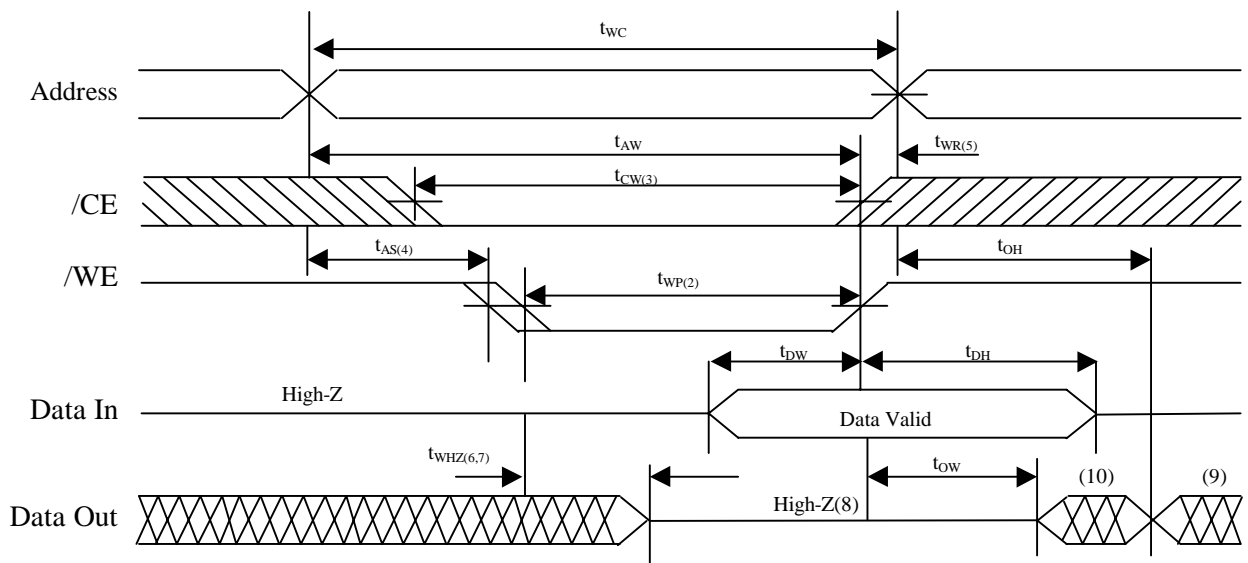 tWC
Address
tAW
tWR(5)
tCW(3)
/CE
tAS(4)
tOH
/WE
tWP(2)
tDW
tDH
High-Z
Data In
Data Valid
tWHZ(6,7)
tOW
(10)
(9)
High-Z(8)
Data Out